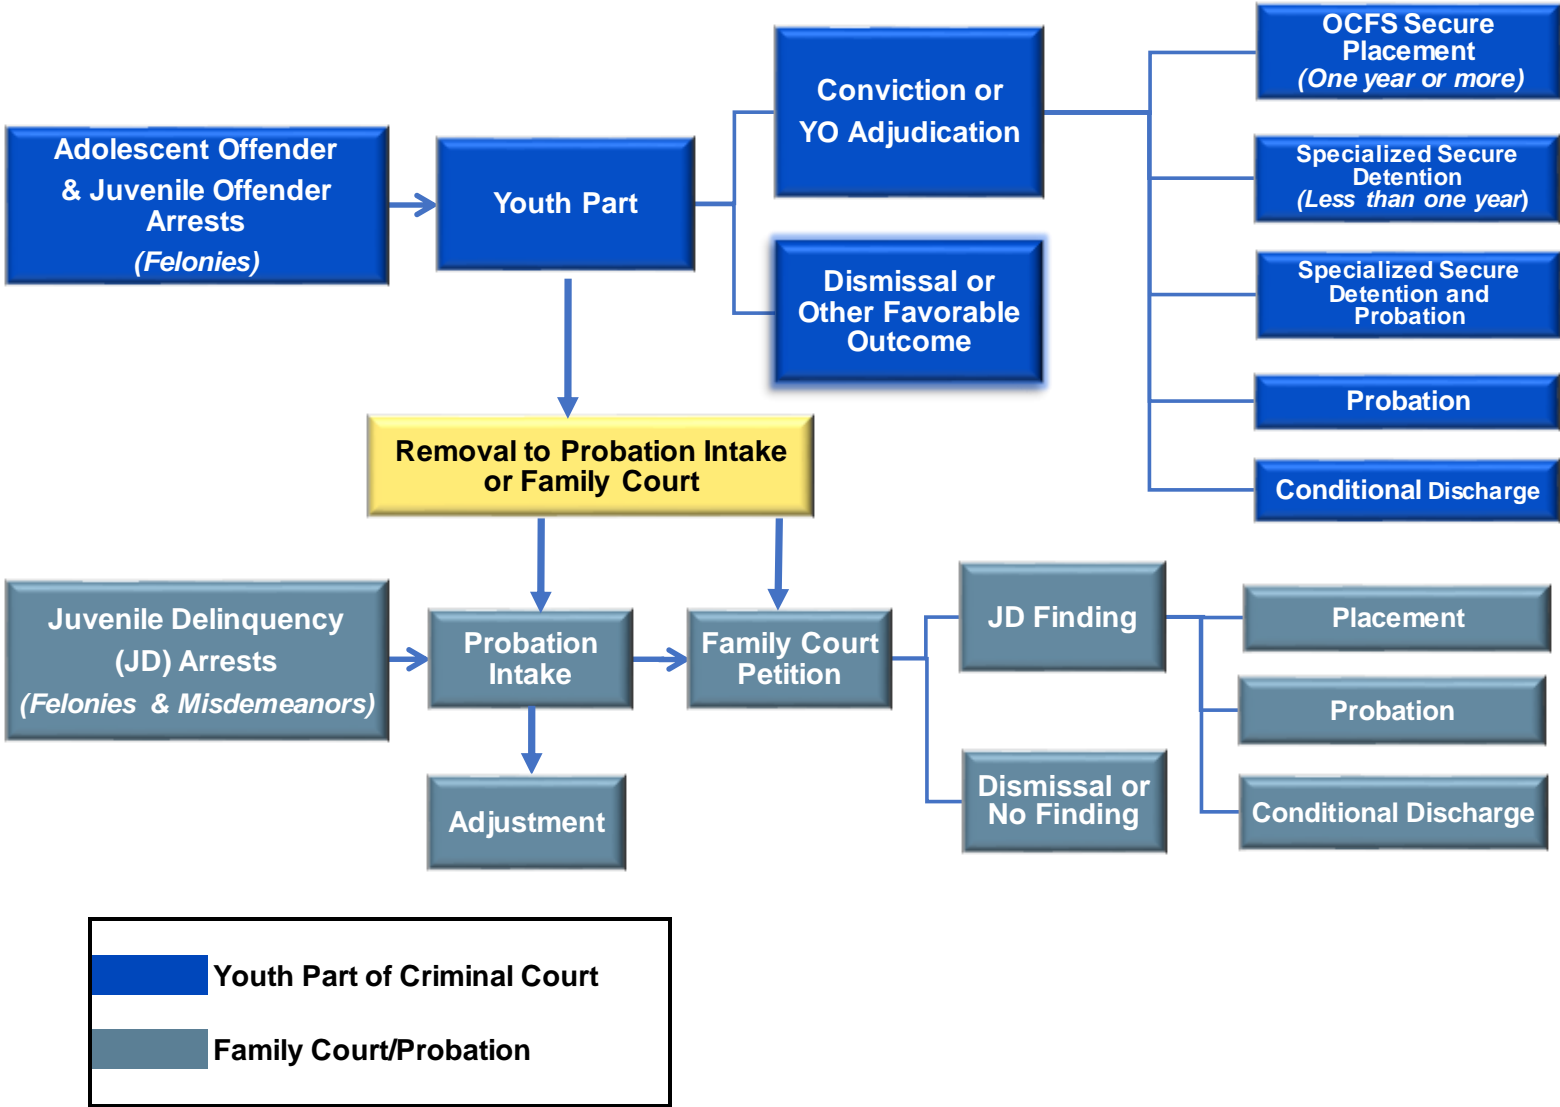 Adolescent Offender
& Juvenile Offender
Arrests
(Felonies)
Youth Part
Conviction or
YO Adjudication
Dismissal or
Other Favorable
Outcome
OCFS Secure
Placement
(One year or more)
Specialized Secure
Detention
(Less than one year)
Specialized Secure
Detention and
Probation
Probation
Conditional Discharge
Removal to Probation Intake
or Family Court
Juvenile Delinquency
(JD) Arrests
(Felonies & Misdemeanors)
Probation
Intake
Adjustment
Family Court
Petition
JD Finding
Dismissal or
No Finding
Placement
Probation
Conditional Discharge
Youth Part of Criminal Court
Family Court/Probation